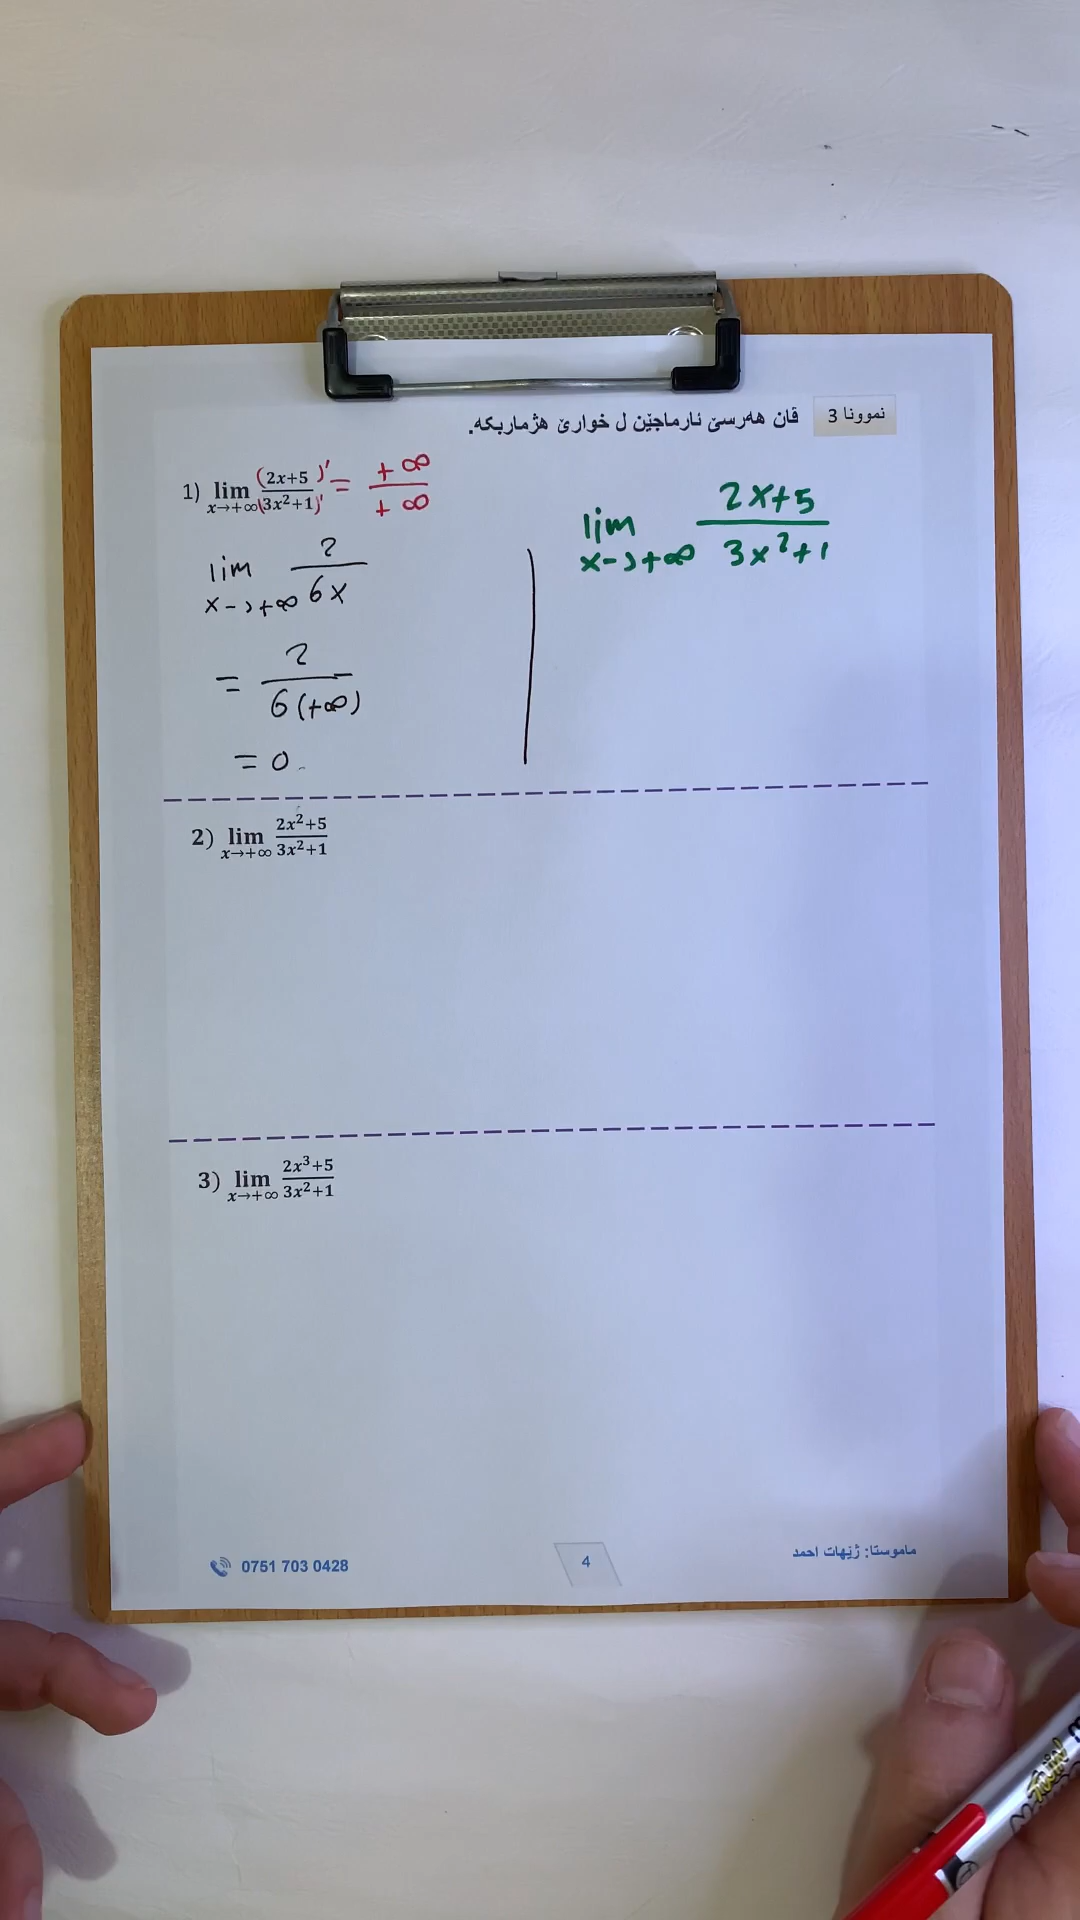 نموونا 3 ڤان هەرسێ ئارماجێن ل خوارێ هژماربکە.
1) lim x→+∞ (2x+5)' / (3x²+1)' = +∞ / +∞
lim x→+∞ 2 / 6x
= 2 / 6(+∞)
= 0
lim x→+∞ 2x+5 / 3x²+1
2) lim x→+∞ 2x²+5 / 3x²+1
3) lim x→+∞ 2x³+5 / 3x²+1
0751 703 0428
4
ماموستا: ژێهات احمد